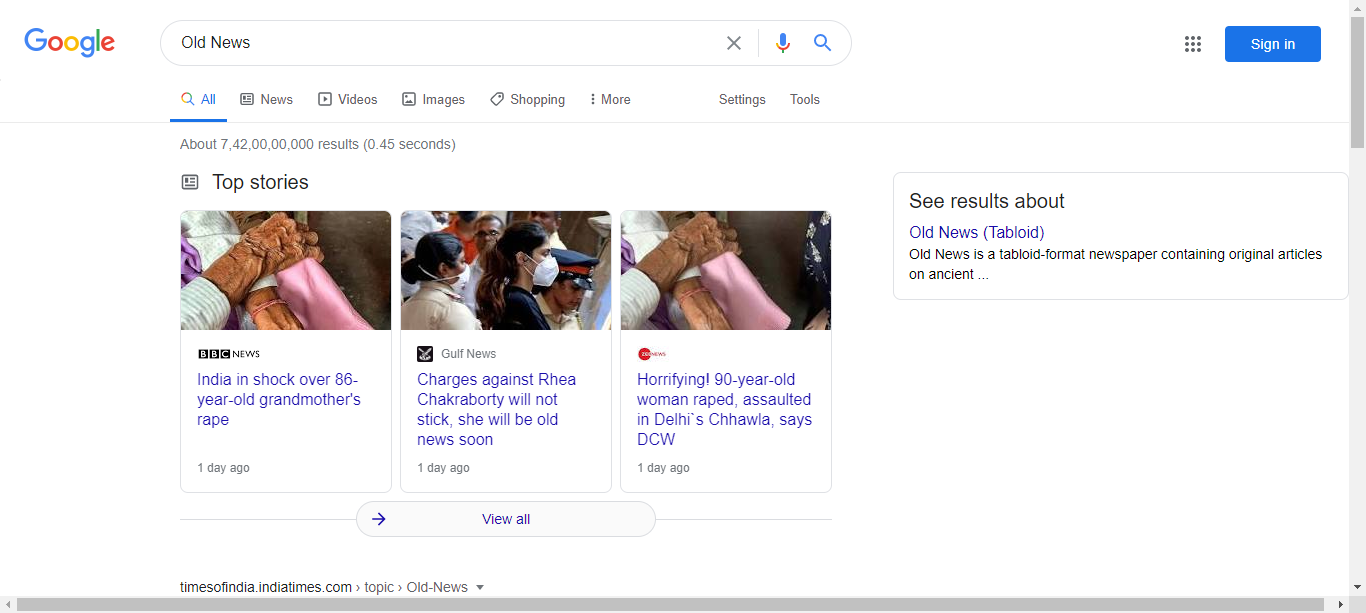 Google
Old News
Sign in
All News Videos Images Shopping More Settings Tools
About 7,42,00,00,000 results (0.45 seconds)
Top stories
BBC NEWS
India in shock over 86-
year-old grandmother's
rape
1 day ago
Gulf News
Charges against Rhea
Chakraborty will not
stick, she will be old
news soon
1 day ago
ZEE NEWS
Horrifying! 90-year-old
woman raped, assaulted
in Delhi`s Chhawla, says
DCW
1 day ago
View all
See results about
Old News (Tabloid)
Old News is a tabloid-format newspaper containing original articles
on ancient ...
timesofindia.indiatimes.com › topic › Old-News